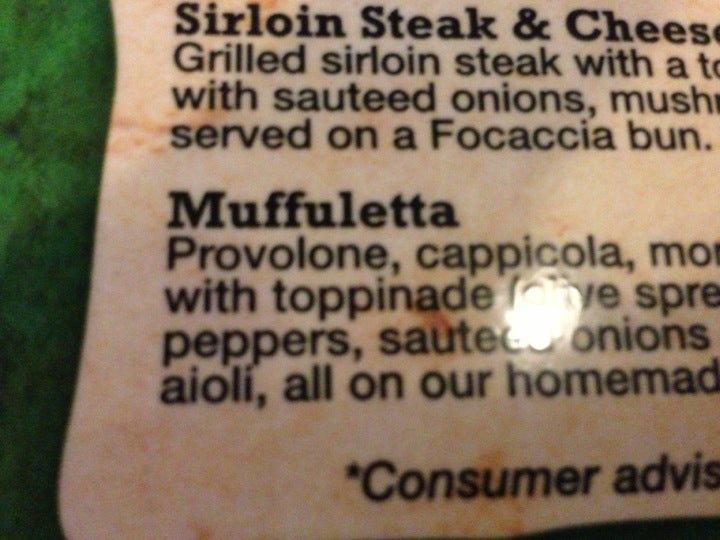 Sirloin Steak & Cheese
Grilled sirloin steak with a to
with sauteed onions, mushr
served on a Focaccia bun.
Muffuletta
Provolone, cappicola, mor
with toppinade olive spre
peppers, sauteed onions
aioli, all on our homemad
*Consumer advis